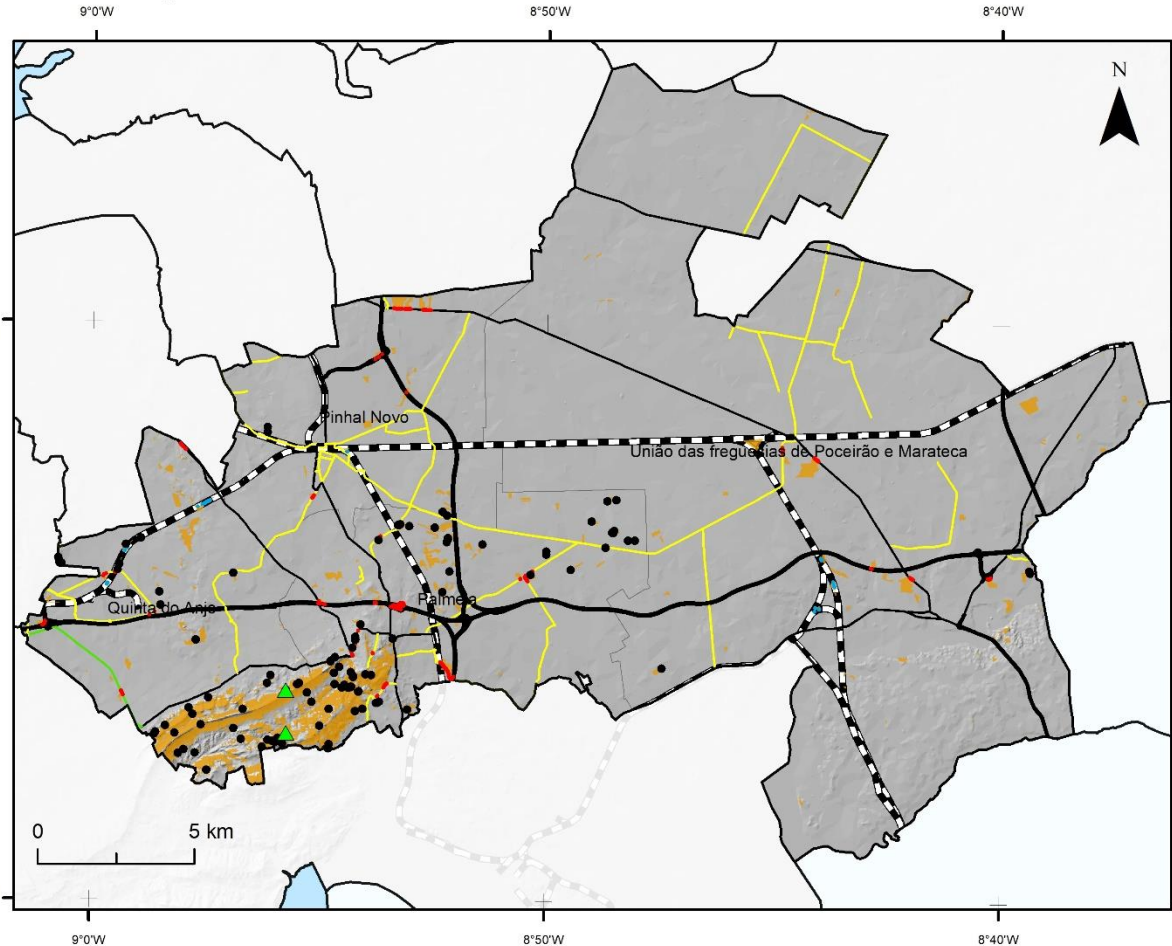 9°0'W
8°50'W
8°40'W
N
Pinhal Novo
União das freguesias de Poceirão e Marateca
Quinta do Anjo
Palmela
0
5 km
9°0'W
8°50'W
8°40'W